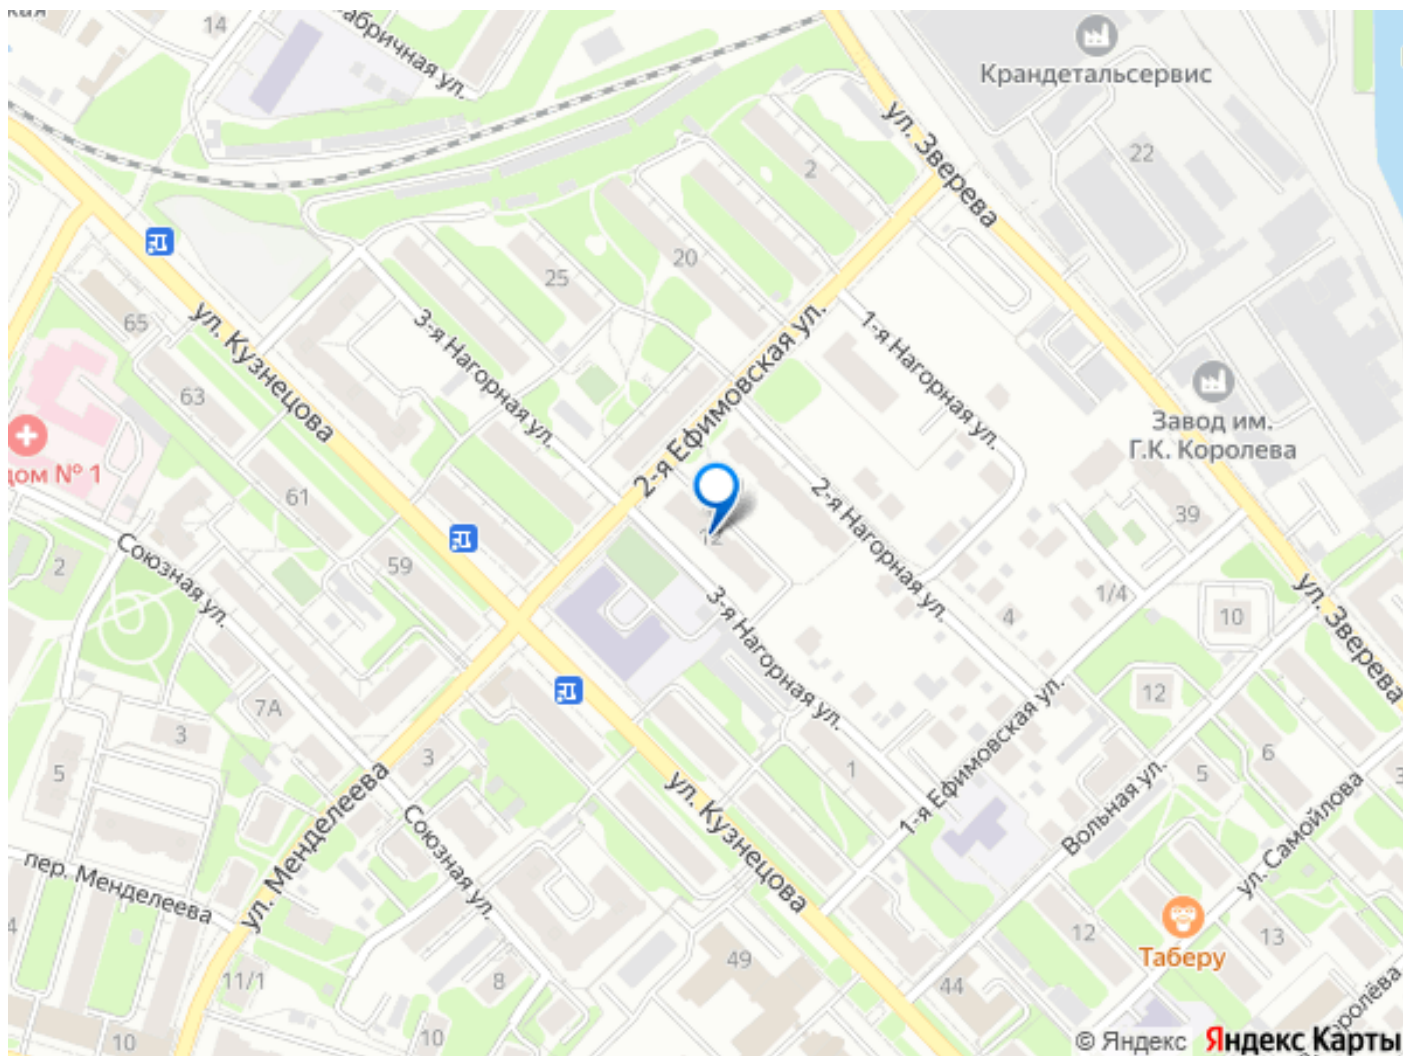 14
Фабричная ул.
Крандетальсервис
ул. Зверева
22
2
20
25
65
ул. Кузнецова
3-я Нагорная ул.
2-я Ефимовская ул.
1-я Нагорная ул.
63
Завод им.
Г.К. Королева
дом № 1
61
2-я Нагорная ул.
39
12
59
2
Союзная ул.
1/4
4
10
ул. Зверева
3-я Нагорная ул.
7А
12
3
3
5
1
6
5
1-я Ефимовская ул.
Вольная ул.
ул. Самойлова
ул. Менделеева
Союзная ул.
ул. Кузнецова
пер. Менделеева
Таберу
12
13
49
44
11/1
8
10
10
© Яндекс
Яндекс Карты